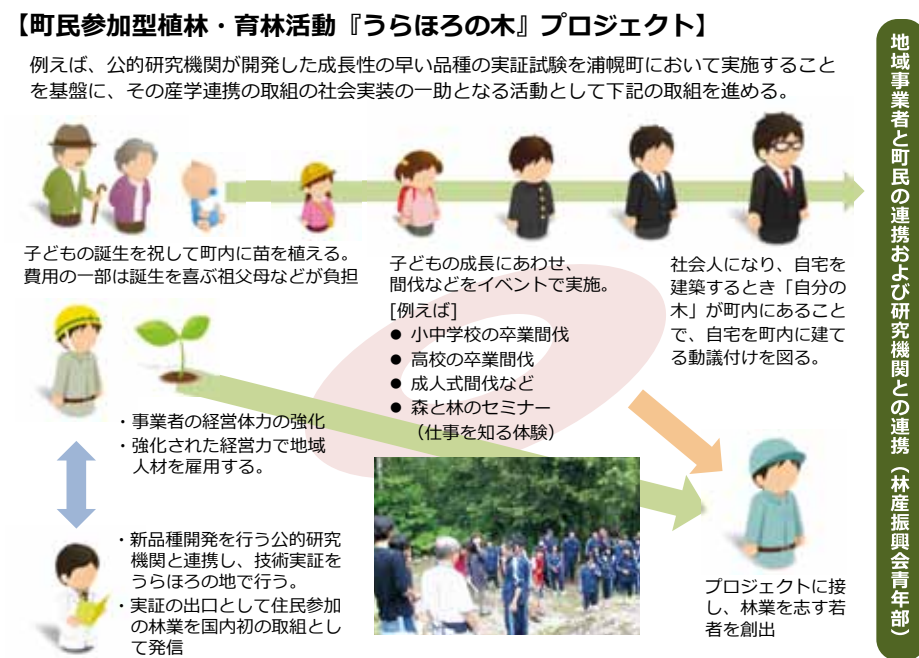 【町民参加型植林・育林活動『うらほろの木』プロジェクト】
例えば、公的研究機関が開発した成長性の早い品種の実証試験を浦幌町において実施すること
を基盤に、その産学連携の取組の社会実装の一助となる活動として下記の取組を進める。
子どもの誕生を祝して町内に苗を植える。
費用の一部は誕生を喜ぶ祖父母などが負担
子どもの成長にあわせ、
間伐などをイベントで実施。
[例えば]
● 小中学校の卒業間伐
● 高校の卒業間伐
● 成人式間伐など
● 森と林のセミナー
（仕事を知る体験）
社会人になり、自宅を
建築するとき「自分の
木」が町内にあること
で、自宅を町内に建て
る動議付けを図る。
・事業者の経営体力の強化
・強化された経営力で地域
人材を雇用する。
・新品種開発を行う公的研究
機関と連携し、技術実証を
うらほろの地で行う。
・実証の出口として住民参加
の林業を国内初の取組とし
て発信
プロジェクトに接
し、林業を志す若
者を創出
地域事業者と町民の連携および研究機関との連携（林産振興会青年部）